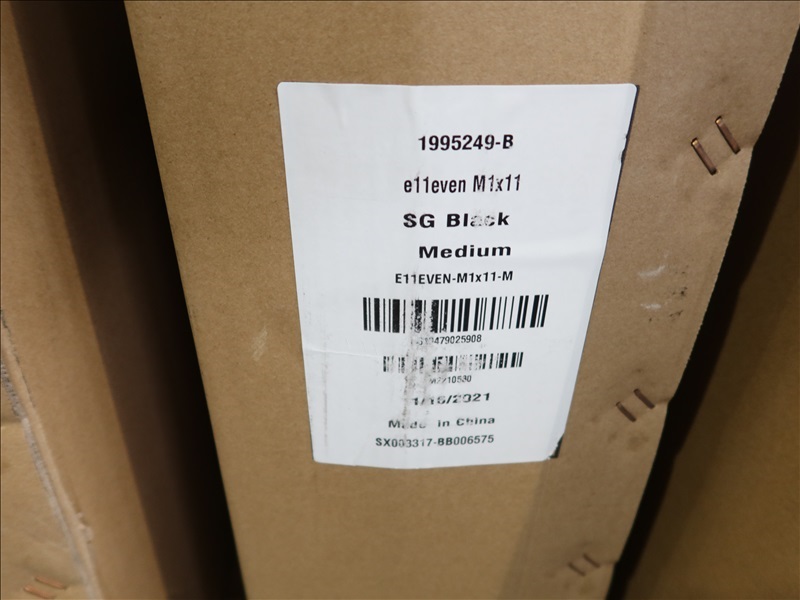 1995249-B
e11even M1x11
SG Black
Medium
E11EVEN-M1x11-M
Made in China
SX003317-BB006575